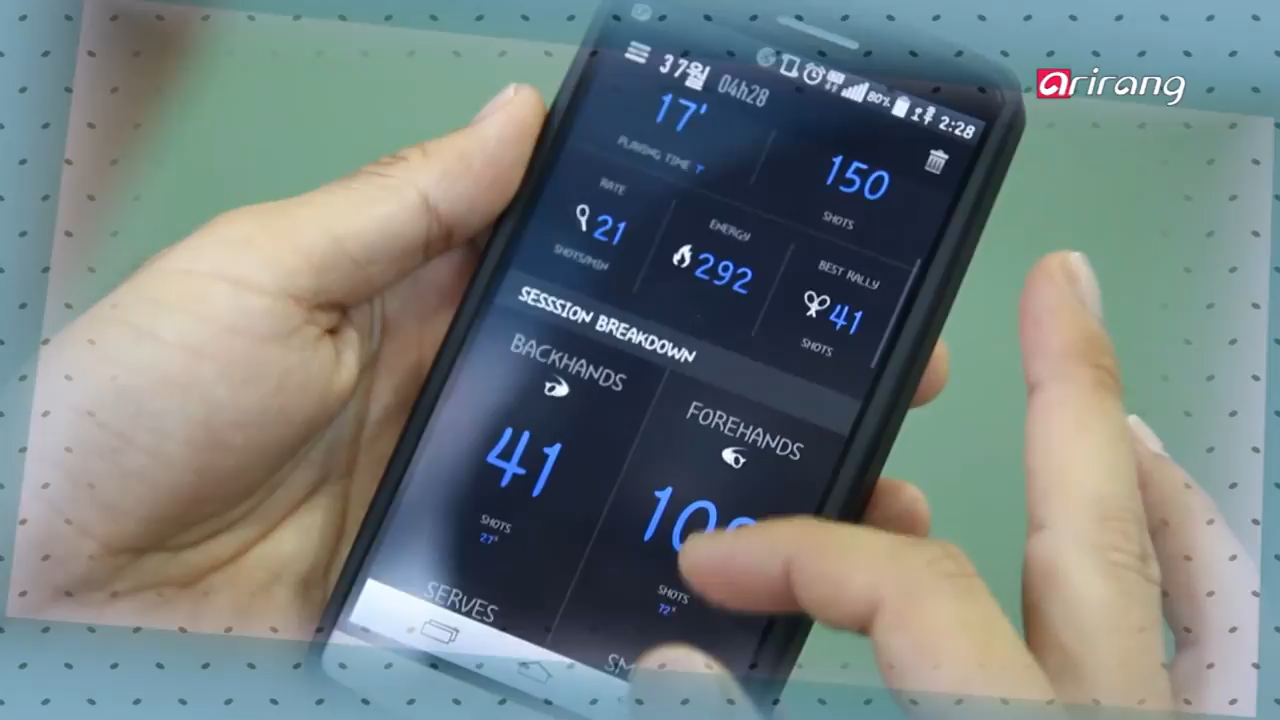 arirang
3 7월 04h28
80% 2:28
17'
PLAYING TIME
150
SHOTS
RATE
21
SHOTS/MIN
ENERGY
292
BEST RALLY
41
SHOTS
SESSSION BREAKDOWN
BACKHANDS
41
SHOTS
27%
FOREHANDS
SHOTS
72%
SERVES